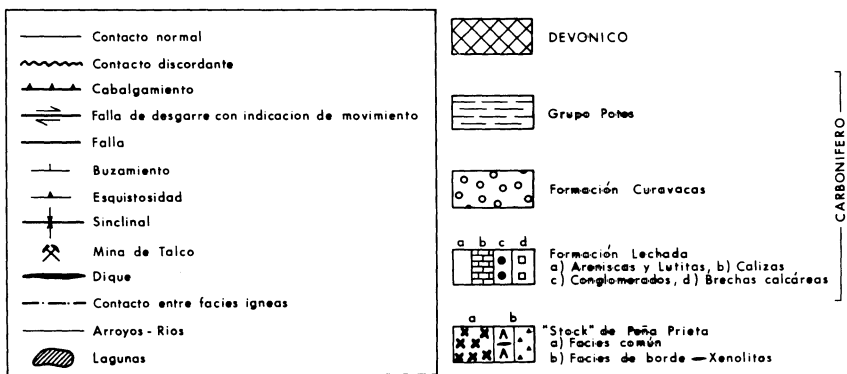 Contacto normal
Contacto discordante
Cabalgamiento
Falla de desgarre con indicacion de movimiento
Falla
Buzamiento
Esquistosidad
Sinclinal
Mina de Talco
Dique
Contacto entre facies igneas
Arroyos - Rios
Lagunas
DEVONICO
Grupo Potes
Formación Curavacas
a b c d
Formación Lechada
a) Areniscas y Lutitas, b) Calizas
c) Conglomerados, d) Brechas calcáreas
a b
"Stock" de Peña Prieta
a) Facies común
b) Facies de borde — Xenolitos
CARBONIFERO